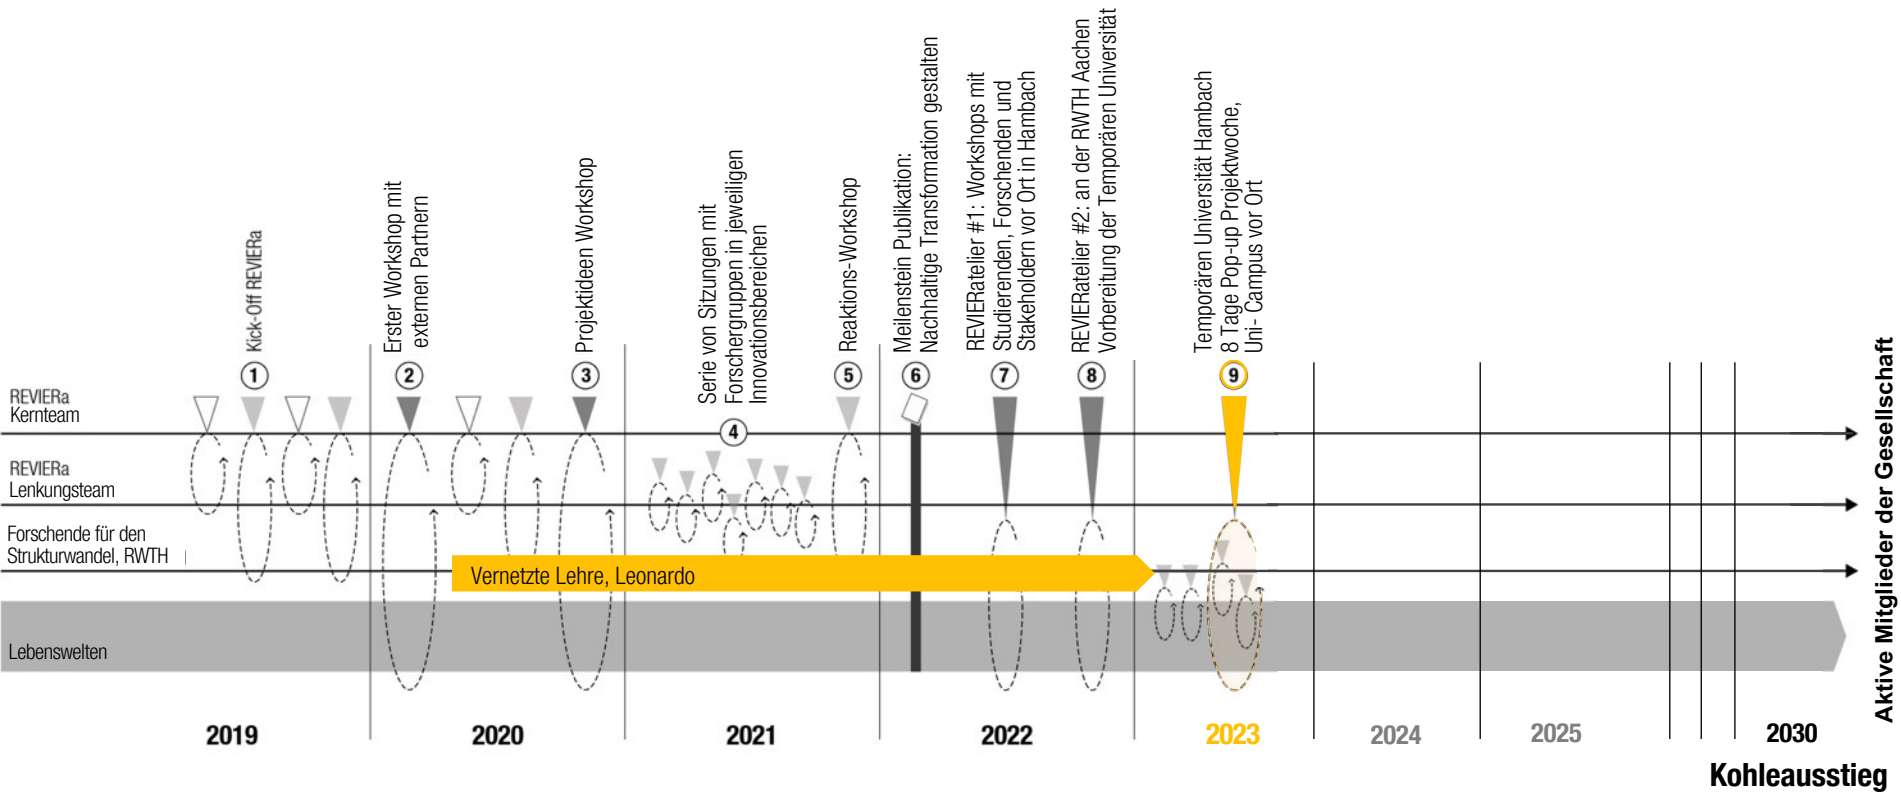 Kick-Off REVIERa
Erster Workshop mit
externen Partnern
Projektideen Workshop
Serie von Sitzungen mit
Forschergruppen in jeweiligen
Innovationsbereichen
Reaktions-Workshop
Meilenstein Publikation:
Nachhaltige Transformation gestalten
REVIERatelier #1: Workshops mit
Studierenden, Forschenden und
Stakeholdern vor Ort in Hambach
REVIERatelier #2: an der RWTH Aachen
Vorbereitung der Temporären Universität
Temporären Universität Hambach
8 Tage Pop-up Projektwoche,
Uni- Campus vor Ort
1
2
3
4
5
6
7
8
9
REVIERa
Kernteam
REVIERa
Lenkungsteam
Forschende für den
Strukturwandel, RWTH
Vernetzte Lehre, Leonardo
Lebenswelten
Aktive Mitglieder der Gesellschaft
2019
2020
2021
2022
2023
2024
2025
2030
Kohleausstieg